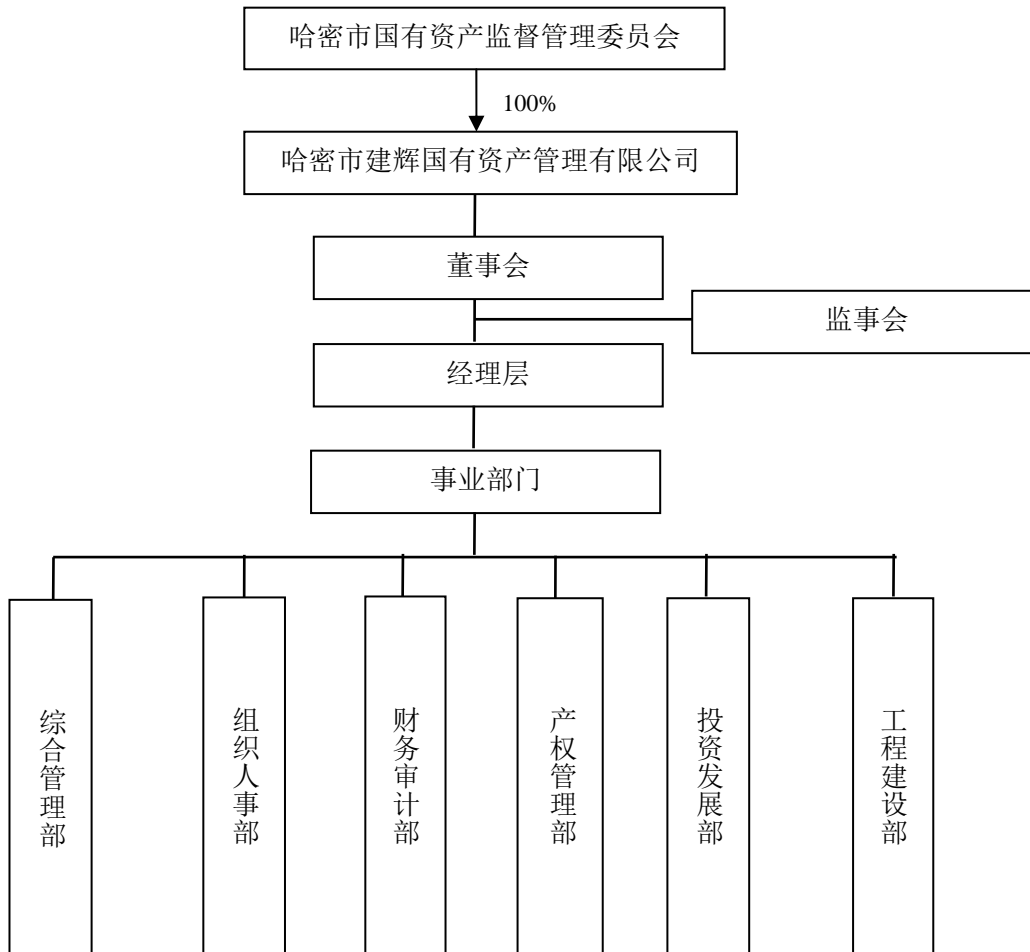 哈密市国有资产监督管理委员会
100%
哈密市建辉国有资产管理有限公司
董事会
监事会
经理层
事业部门
综合管理部
组织人事部
财务审计部
产权管理部
投资发展部
工程建设部